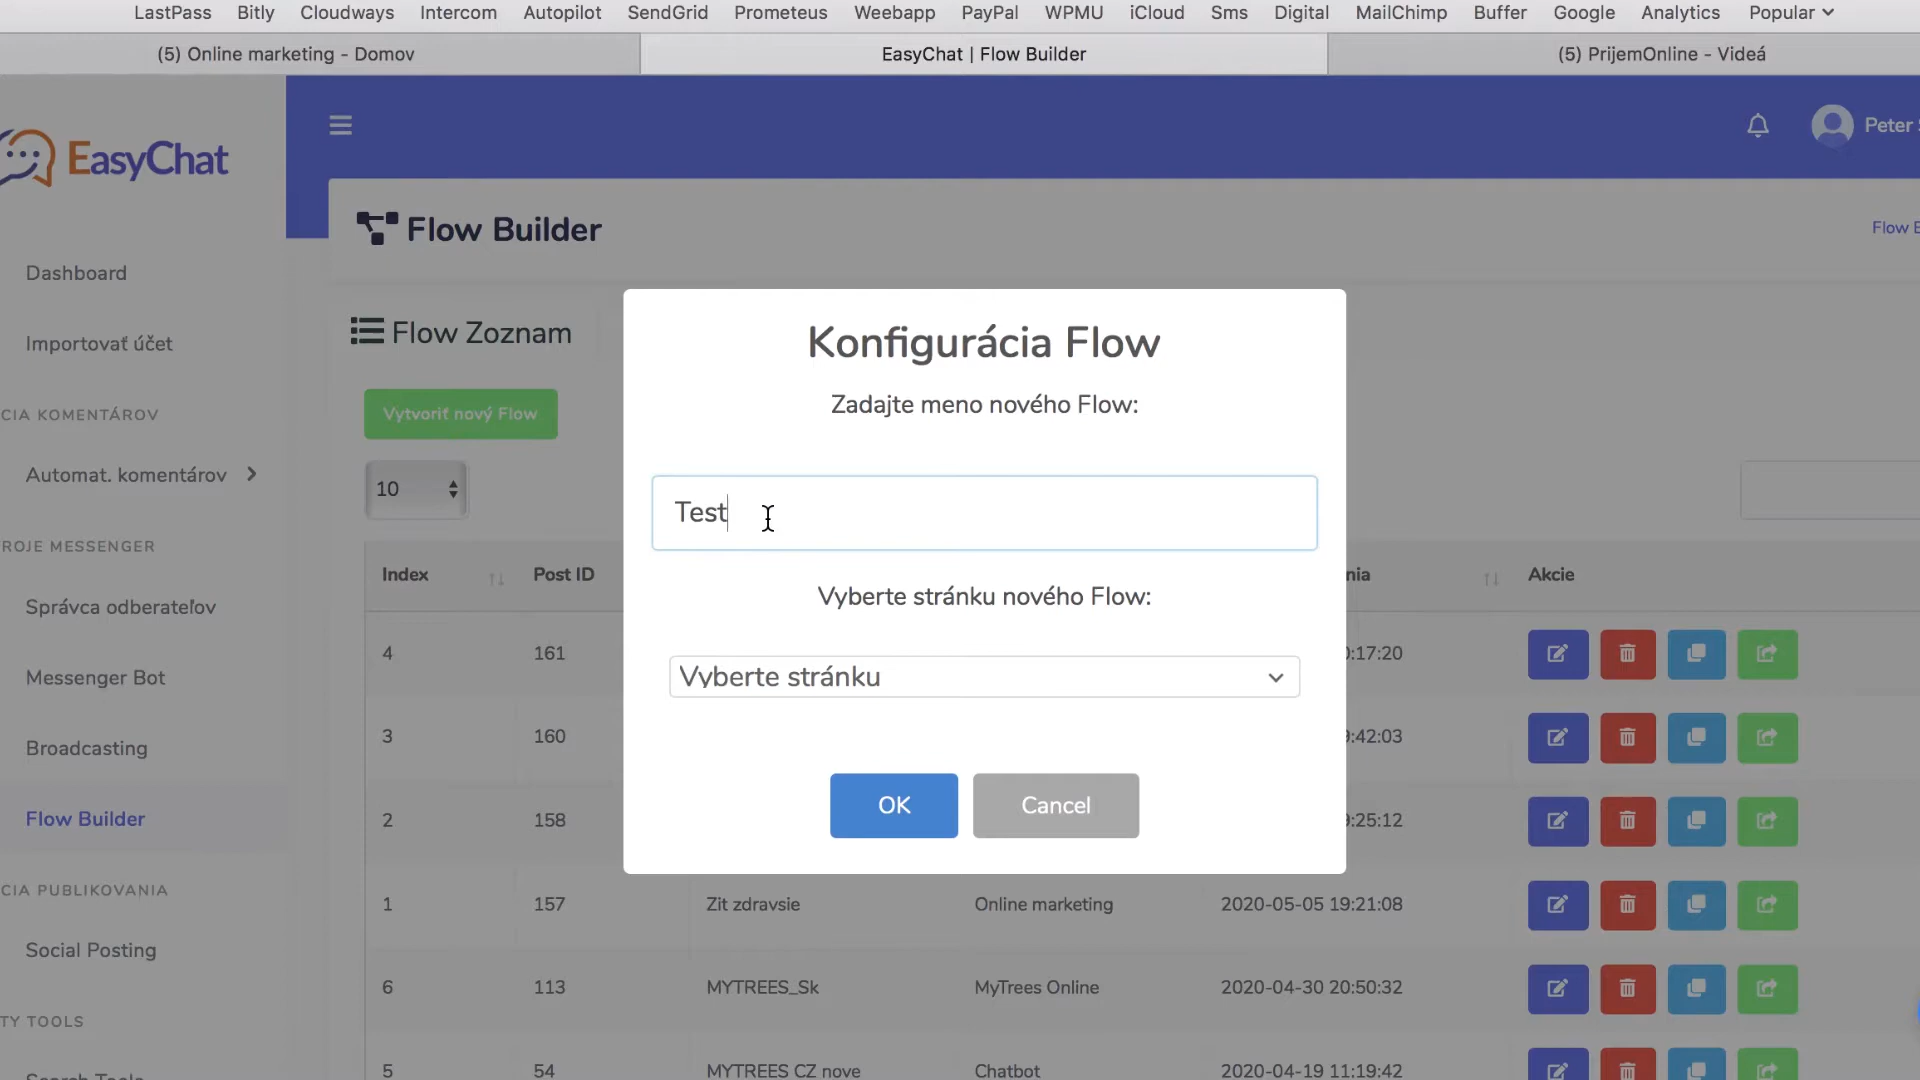 LastPass Bitly Cloudways Intercom Autopilot SendGrid Prometeus Weebapp PayPal WPMU iCloud Sms Digital MailChimp Buffer Google Analytics Popular
(5) Online marketing - Domov
EasyChat | Flow Builder
(5) PrijemOnline - Videá
EasyChat
Peter
Flow Builder
Flow
Dashboard
Importovať účet
Flow Zoznam
Konfigurácia Flow
Zadajte meno nového Flow:
CIA KOMENTÁROV
Vytvoriť nový Flow
Automat. komentárov
10
Test
ROJE MESSENGER
Index Post ID nia Akcie
Vyberte stránku nového Flow:
Správca odberateľov
4 161 :17:20
Messenger Bot
Vyberte stránku
3 160 :42:03
Broadcasting
OK Cancel
Flow Builder
2 158 :25:12
CIA PUBLIKOVANIA
1 157 Zit zdravsie Online marketing 2020-05-05 19:21:08
Social Posting
6 113 MYTREES_Sk MyTrees Online 2020-04-30 20:50:32
TY TOOLS
5 54 MYTREES CZ nove Chatbot 2020-04-19 11:19:42